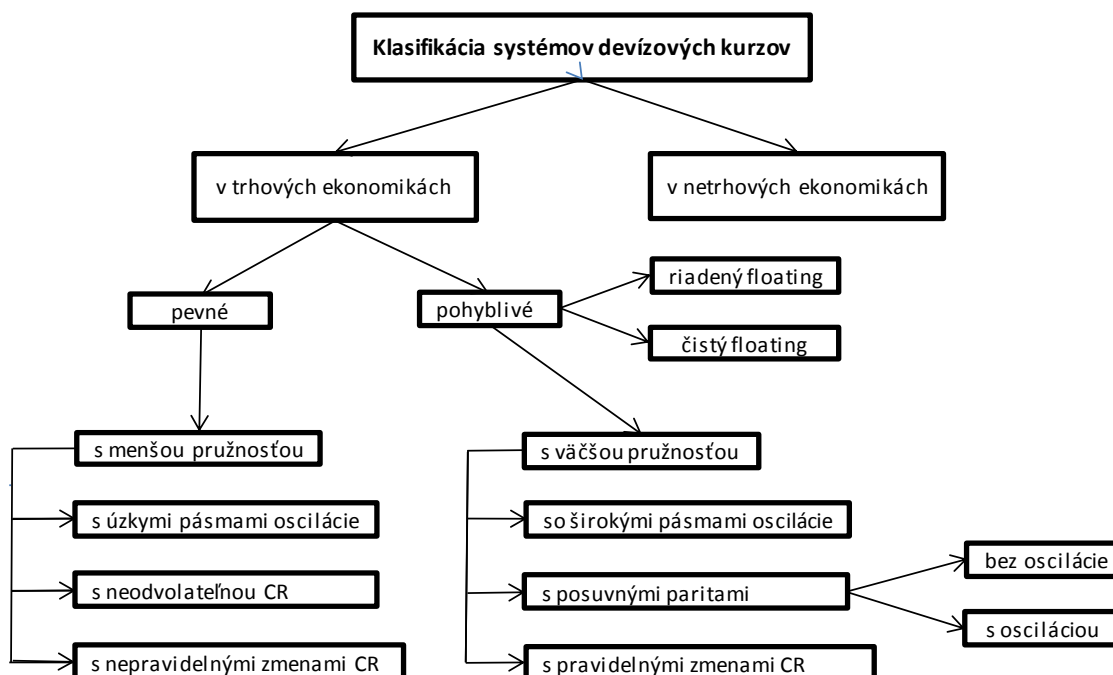 Klasifikácia systémov devízových kurzov
v trhových ekonomikách
v netrhových ekonomikách
riadený floating
pevné
pohyblivé
čistý floating
s menšou pružnosťou
s väčšou pružnosťou
s úzkymi pásmami oscilácie
so širokými pásmami oscilácie
bez oscilácie
s neodvolateľnou CR
s posuvnými paritami
s osciláciou
s nepravidelnými zmenami CR
s pravidelnými zmenami CR